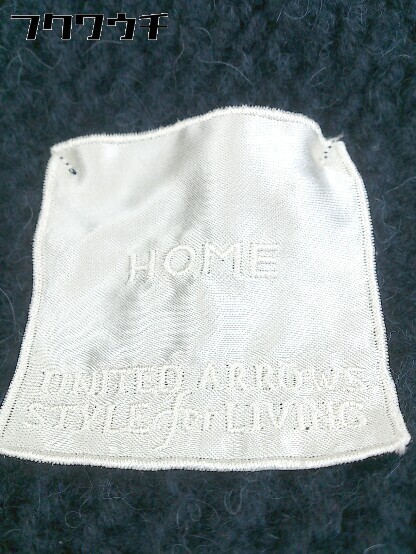 フクワウチ
HOME
UNITED ARROWS
STYLE for LIVING